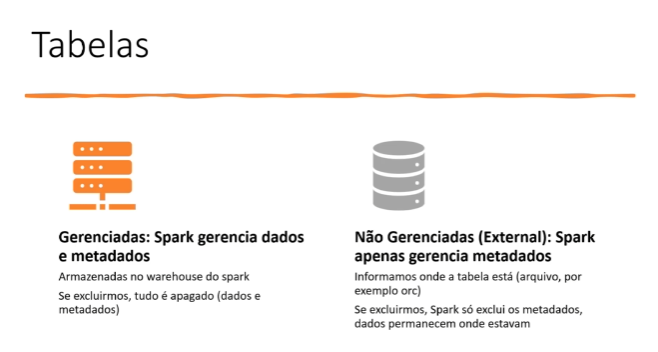 Tabelas
Gerenciadas: Spark gerencia dados
e metadados
Armazenadas no warehouse do spark
Se excluirmos, tudo é apagado (dados e
metadados)
Não Gerenciadas (External): Spark
apenas gerencia metadados
Informamos onde a tabela está (arquivo, por
exemplo orc)
Se excluirmos, Spark só exclui os metadados,
dados permanecem onde estavam